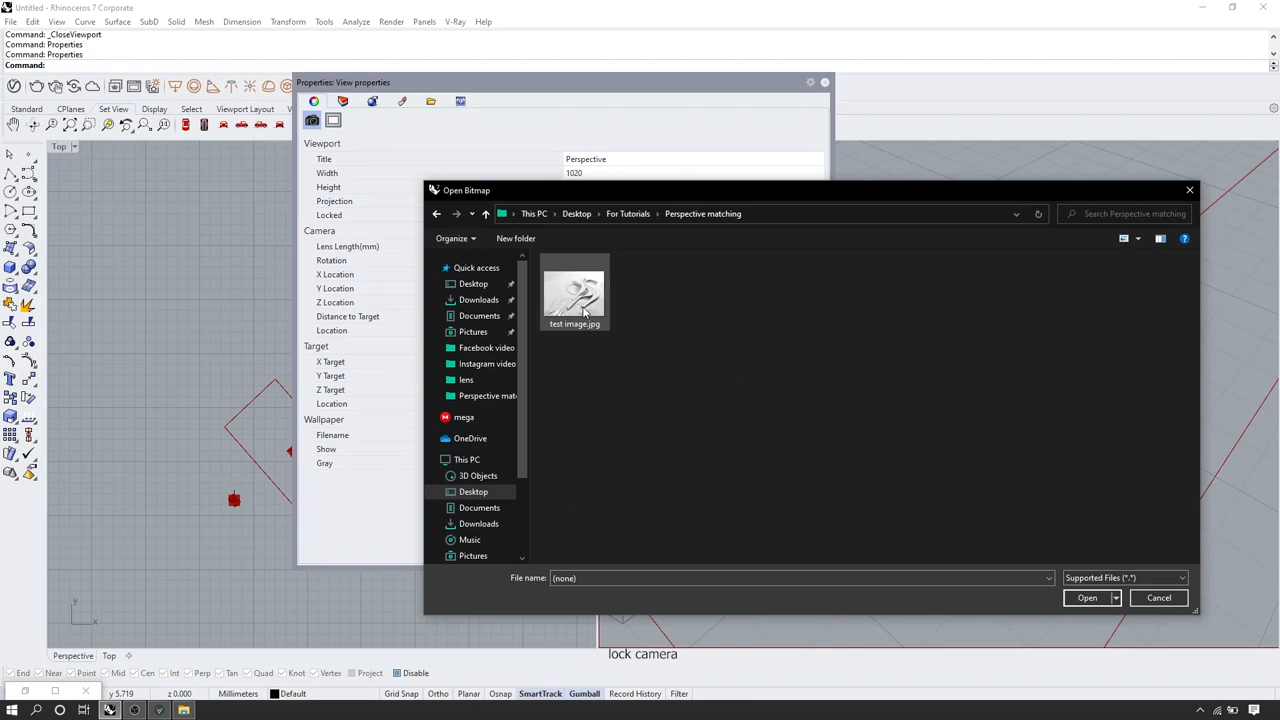 Untitled - Rhinoceros 7 Corporate
File Edit View Curve Surface SubD Solid Mesh Dimension Transform Tools Analyze Render Panels V-Ray Help
Command: _CloseViewport
Command: Properties
Command: Properties
Command:
Properties: View properties
Standard CPlanes Set View Display Select Viewport Layout
Top
Viewport
Title Perspective
Width 1020
Height
Projection
Locked
Camera
Lens Length(mm)
Rotation
X Location
Y Location
Z Location
Distance to Target
Location
Target
X Target
Y Target
Z Target
Location
Wallpaper
Filename
Show
Gray
Open Bitmap
This PC > Desktop > For Tutorials > Perspective matching
Search Perspective matching
Organize New folder
Quick access
Desktop
Downloads
Documents
Pictures
Facebook video
Instagram video
lens
Perspective mat
mega
OneDrive
This PC
3D Objects
Desktop
Documents
Downloads
Music
Pictures
test image.jpg
File name: (none) Supported Files (*.*)
Open Cancel
y
x
lock camera
Perspective Top
End Near Point Mid Cen Int Perp Tan Quad Knot Vertex Project Disable
y 5.719 z 0.000 Millimeters Default Grid Snap Ortho Planar Osnap SmartTrack Gumball Record History Filter